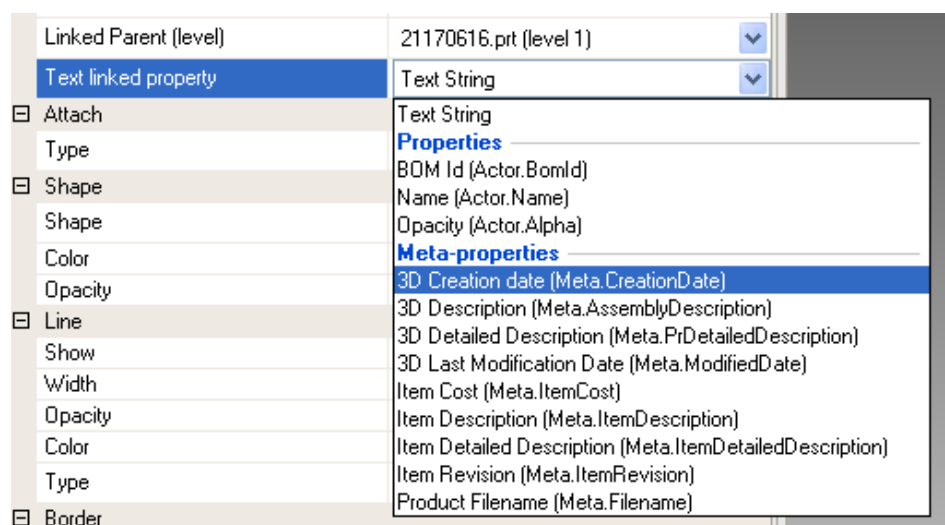 Linked Parent (level) 21170616.prt (level 1)
Text linked property Text String
Attach Text String
Properties
Type BOM Id (Actor.BomId)
Shape Name (Actor.Name)
Shape Opacity (Actor.Alpha)
Color Meta-properties
Opacity 3D Creation date (Meta.CreationDate)
Line 3D Description (Meta.AssemblyDescription)
Show 3D Detailed Description (Meta.PrDetailedDescription)
3D Last Modification Date (Meta.ModifiedDate)
Width Item Cost (Meta.ItemCost)
Opacity Item Description (Meta.ItemDescription)
Color Item Detailed Description (Meta.ItemDetailedDescription)
Type Item Revision (Meta.ItemRevision)
Border Product Filename (Meta.Filename)